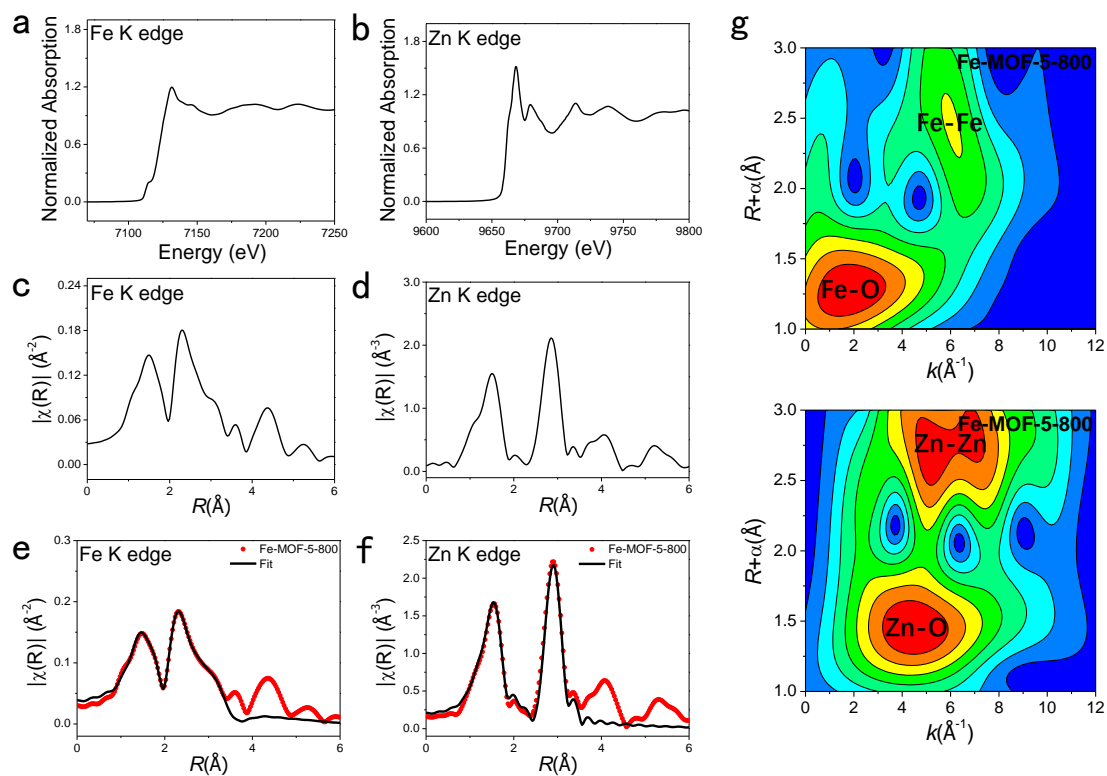 a
Fe K edge
Normalized Absorption
1.8
1.2
0.6
0.0
7100
7150
7200
7250
Energy (eV)
b
Zn K edge
Normalized Absorption
1.8
1.2
0.6
0.0
9600
9650
9700
9750
9800
Energy (eV)
c
Fe K edge
|χ(R)| (Å⁻²)
0.24
0.18
0.12
0.06
0.00
0
2
4
6
R(Å)
d
Zn K edge
|χ(R)| (Å⁻³)
3.0
2.0
1.0
0.0
0
2
4
6
R(Å)
e
Fe K edge
Fe-MOF-5-800
Fit
|χ(R)| (Å⁻²)
0.3
0.2
0.1
0.0
0
2
4
6
R(Å)
f
Zn K edge
Fe-MOF-5-800
Fit
|χ(R)| (Å⁻³)
2.5
2.0
1.5
1.0
0.5
0.0
0
2
4
6
R(Å)
g
Fe-MOF-5-800
Fe-Fe
Fe-O
R+α(Å)
3.0
2.5
2.0
1.5
1.0
0
2
4
6
8
10
12
k(Å⁻¹)
Fe-MOF-5-800
Zn-Zn
Zn-O
R+α(Å)
3.0
2.5
2.0
1.5
1.0
0
2
4
6
8
10
12
k(Å⁻¹)